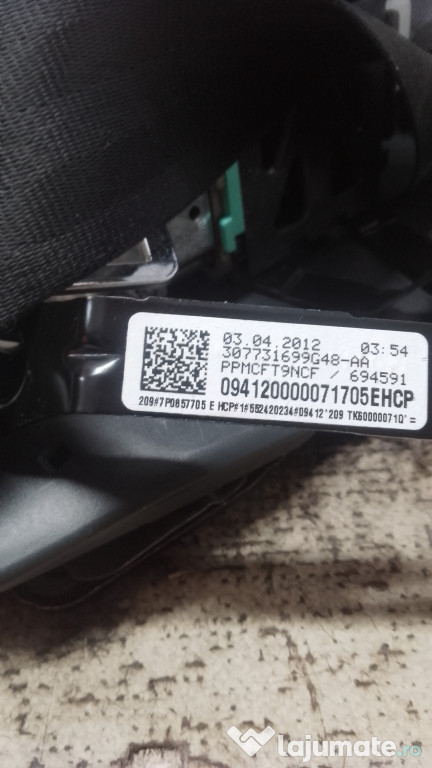 03.04.2012 03:54
307731699G48-AA
PPMCFT9NCF / 694591
094120000071705EHCP
209#7P0857705 E HCP#1#552420234#09412*209 TK600000710*=
lajumate.ro